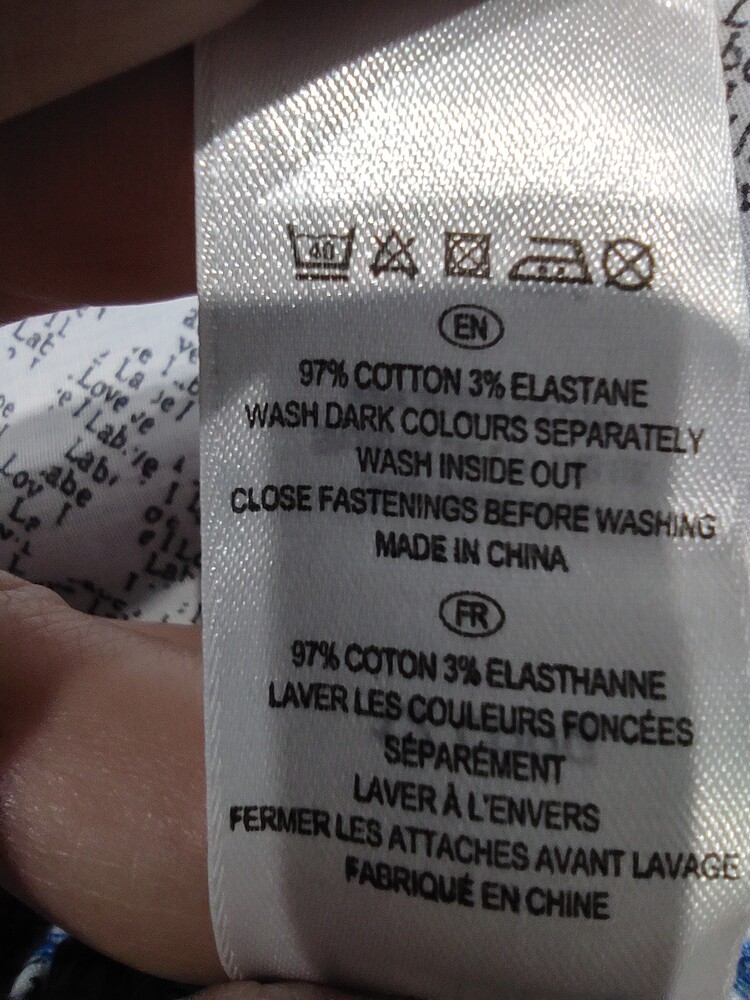 40
EN
97% COTTON 3% ELASTANE
WASH DARK COLOURS SEPARATELY
WASH INSIDE OUT
CLOSE FASTENINGS BEFORE WASHING
MADE IN CHINA
FR
97% COTON 3% ELASTHANNE
LAVER LES COULEURS FONCÉES
SÉPARÉMENT
LAVER À L'ENVERS
FERMER LES ATTACHES AVANT LAVAGE
FABRIQUÉ EN CHINE